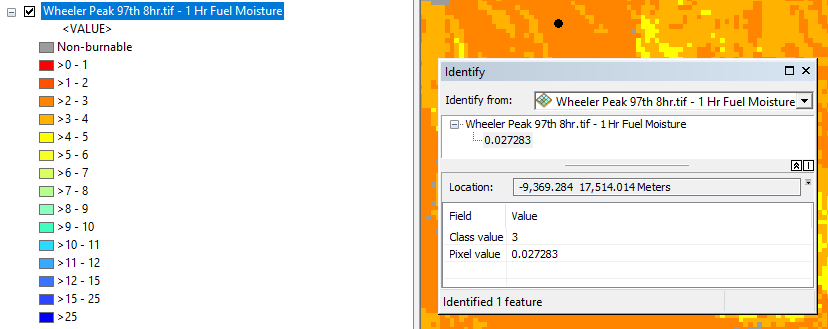 Wheeler Peak 97th 8hr.tif - 1 Hr Fuel Moisture
<VALUE>
Non-burnable
>0 - 1
>1 - 2
>2 - 3
>3 - 4
>4 - 5
>5 - 6
>6 - 7
>7 - 8
>8 - 9
>9 - 10
>10 - 11
>11 - 12
>12 - 15
>15 - 25
>25
Identify
Identify from: Wheeler Peak 97th 8hr.tif - 1 Hr Fuel Moisture
Wheeler Peak 97th 8hr.tif - 1 Hr Fuel Moisture
0.027283
Location: -9,369.284 17,514.014 Meters
Field Value
Class value 3
Pixel value 0.027283
Identified 1 feature